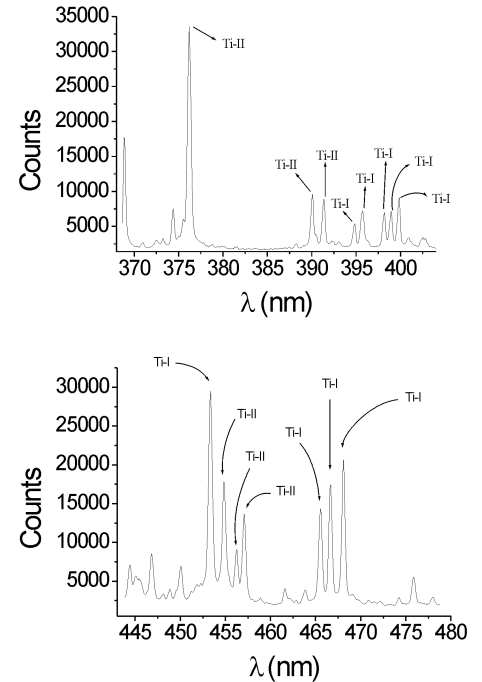 35000
30000
25000
20000
15000
10000
5000
Counts
Ti-II
Ti-II
Ti-II
Ti-I
Ti-I
Ti-I
Ti-I
Ti-I
370 375 380 385 390 395 400
λ (nm)
30000
25000
20000
15000
10000
5000
Counts
Ti-I
Ti-II
Ti-II
Ti-II
Ti-I
Ti-I
Ti-I
445 450 455 460 465 470 475 480
λ (nm)